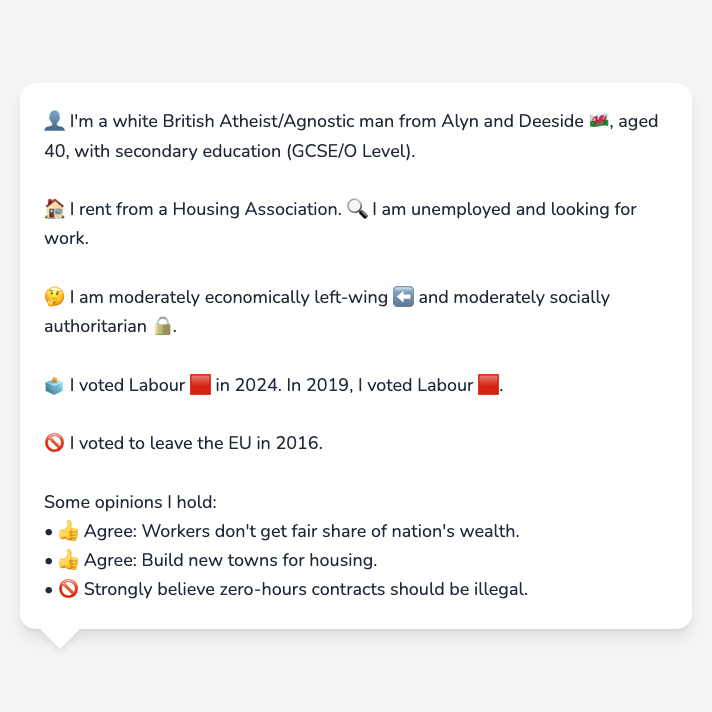 👤 I'm a white British Atheist/Agnostic man from Alyn and Deeside 🏴󠁧󠁢󠁷󠁬󠁳󠁿, aged
40, with secondary education (GCSE/O Level).
🏠 I rent from a Housing Association. 🔍 I am unemployed and looking for
work.
🤔 I am moderately economically left-wing ⬅️ and moderately socially
authoritarian 🔒.
🗳️ I voted Labour 🟥 in 2024. In 2019, I voted Labour 🟥.
🚫 I voted to leave the EU in 2016.
Some opinions I hold:
• 👍 Agree: Workers don't get fair share of nation's wealth.
• 👍 Agree: Build new towns for housing.
• 🚫 Strongly believe zero-hours contracts should be illegal.